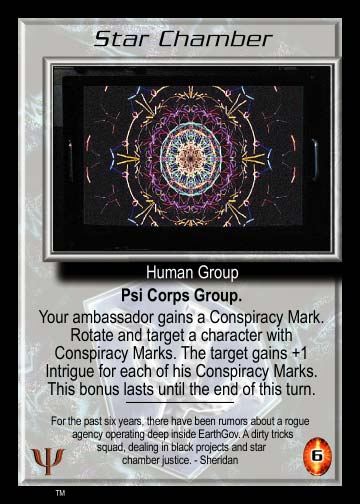 Star Chamber
Human Group
Psi Corps Group.
Your ambassador gains a Conspiracy Mark.
Rotate and target a character with
Conspiracy Marks. The target gains +1
Intrigue for each of his Conspiracy Marks.
This bonus lasts until the end of this turn.
For the past six years, there have been rumors about a rogue
agency operating deep inside EarthGov. A dirty tricks
squad, dealing in black projects and star
chamber justice. - Sheridan
Ψ
6
TM